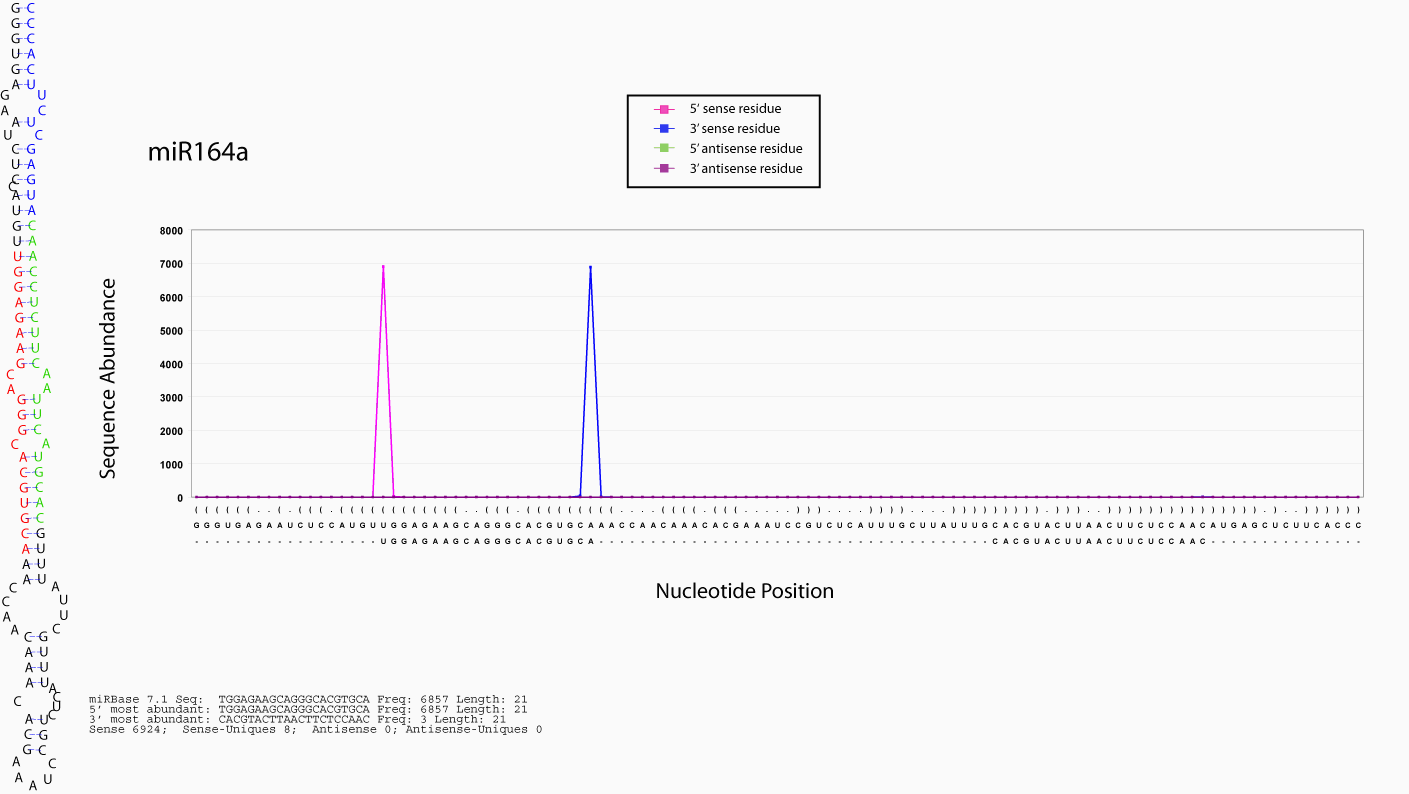 G C
G C
G C
U A
G C
A U
G U
A C
A U
U C
C G
U A
C G
C
A U
U A
G C
U A
U A
G C
G C
A U
G C
A U
A U
G C
C A
A A
G U
G U
G C
C A
A U
C G
G C
U A
G C
C G
A U
A U
A U
C A
C U
A U
A C
C G
A U
A U
A U
A
C
C U
C
A U
C G
G C
A C
A U
A
miR164a
5’ sense residue
3’ sense residue
5’ antisense residue
3’ antisense residue
Sequence Abundance
8000
7000
6000
5000
4000
3000
2000
1000
0
G G G U G A G A A U C U C C A U G U U G G A G A A G C A G G G C A C G U G C A A A C C A A C A A A C A C G A A A U C C G U C U C A U U U G C U U A U U U G C A C G U A C U U A A C U U C U C C A A C A U G A G C U C U U C A C C C
- - - - - - - - - - - - - - - - - - U G G A G A A G C A G G G C A C G U G C A - - - - - - - - - - - - - - - - - - - - - - - - - - - - - - - - - - - - - - C A C G U A C U U A A C U U C U C C A A C - - - - - - - - - - - - - - -
Nucleotide Position
miRBase 7.1 Seq: TGGAGAAGCAGGGCACGTGCA Freq: 6857 Length: 21
5’ most abundant: TGGAGAAGCAGGGCACGTGCA Freq: 6857 Length: 21
3’ most abundant: CACGTACTTAACTTCTCCAAC Freq: 3 Length: 21
Sense 6924; Sense-Uniques 8; Antisense 0; Antisense-Uniques 0